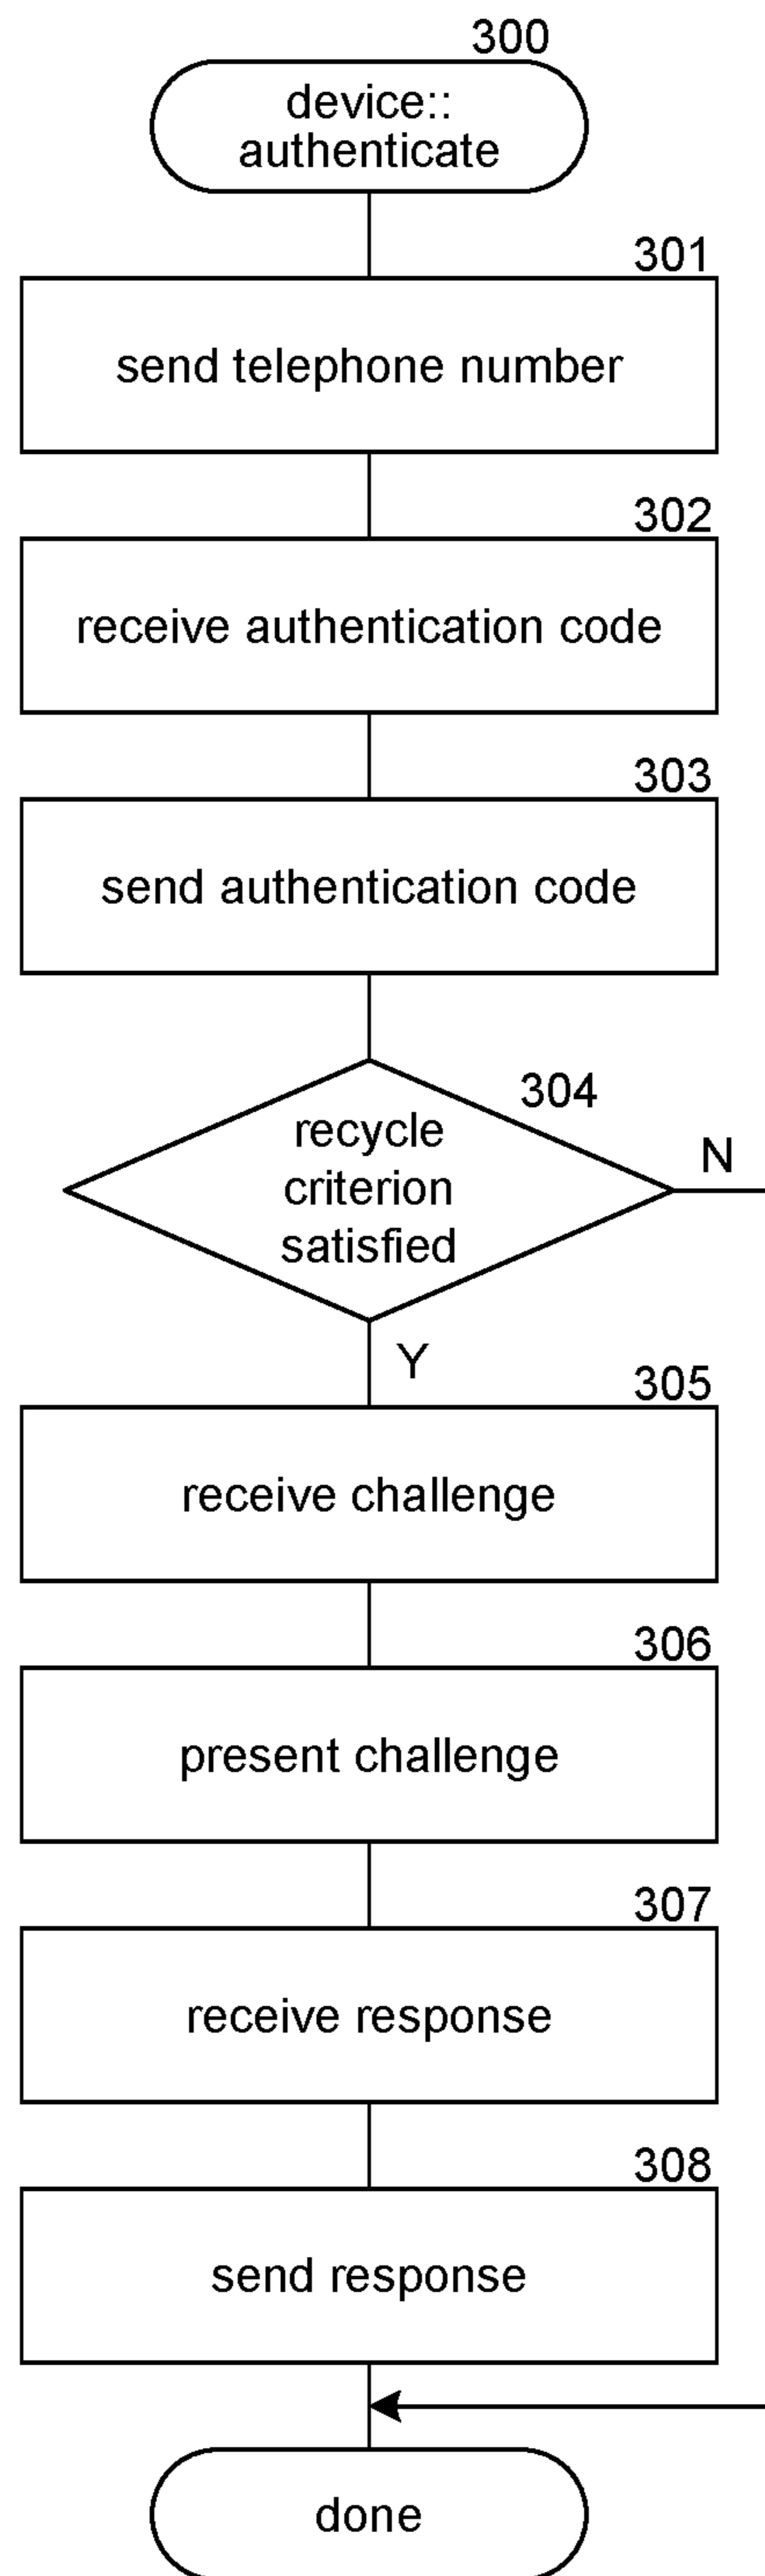 300
device::
authenticate
301
send telephone number
302
receive authentication code
303
send authentication code
304
recycle
criterion
satisfied
N
Y
305
receive challenge
306
present challenge
307
receive response
308
send response
done